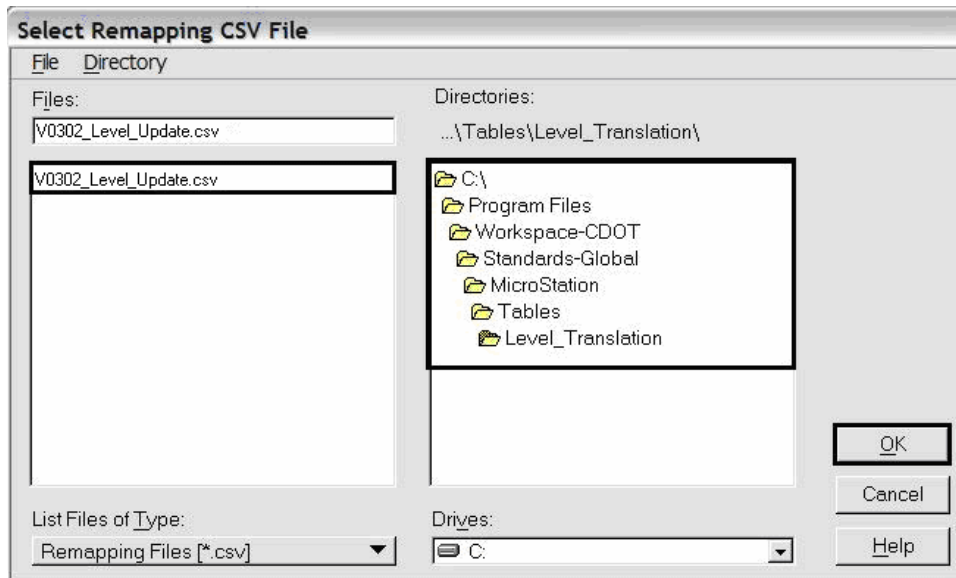 Select Remapping CSV File
File Directory
Files:
V0302_Level_Update.csv
V0302_Level_Update.csv
List Files of Type:
Remapping Files [*.csv]
Directories:
...\Tables\Level_Translation\
C:\
Program Files
Workspace-CDOT
Standards-Global
MicroStation
Tables
Level_Translation
Drives:
C:
OK
Cancel
Help